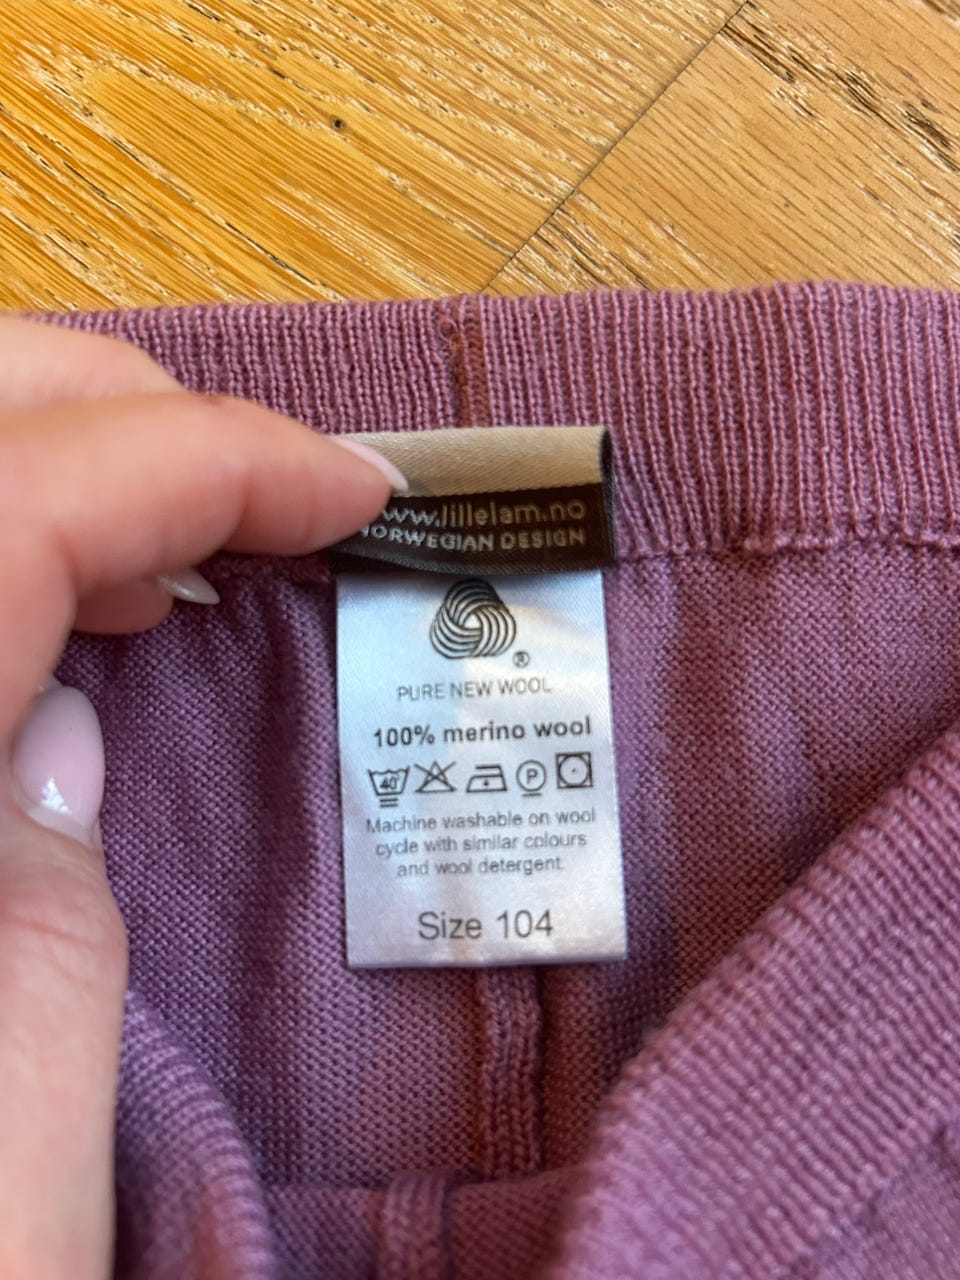 www.lillelam.no
NORWEGIAN DESIGN
®
PURE NEW WOOL
100% merino wool
40° P
Machine washable on wool
cycle with similar colours
and wool detergent.
Size 104